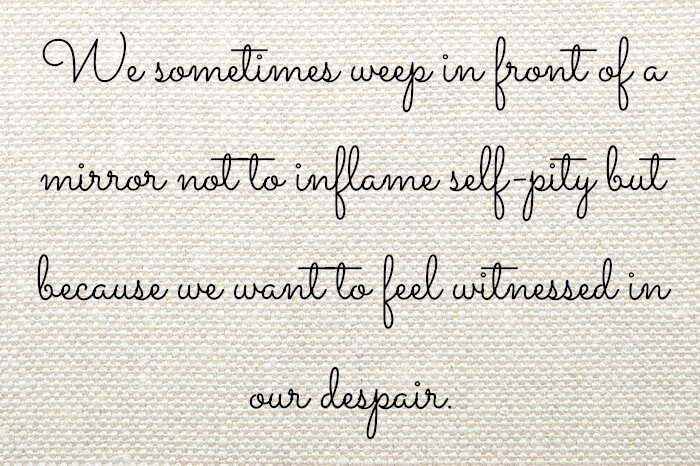 We sometimes weep in front of a
mirror not to inflame self-pity but
because we want to feel witnessed in
our despair.